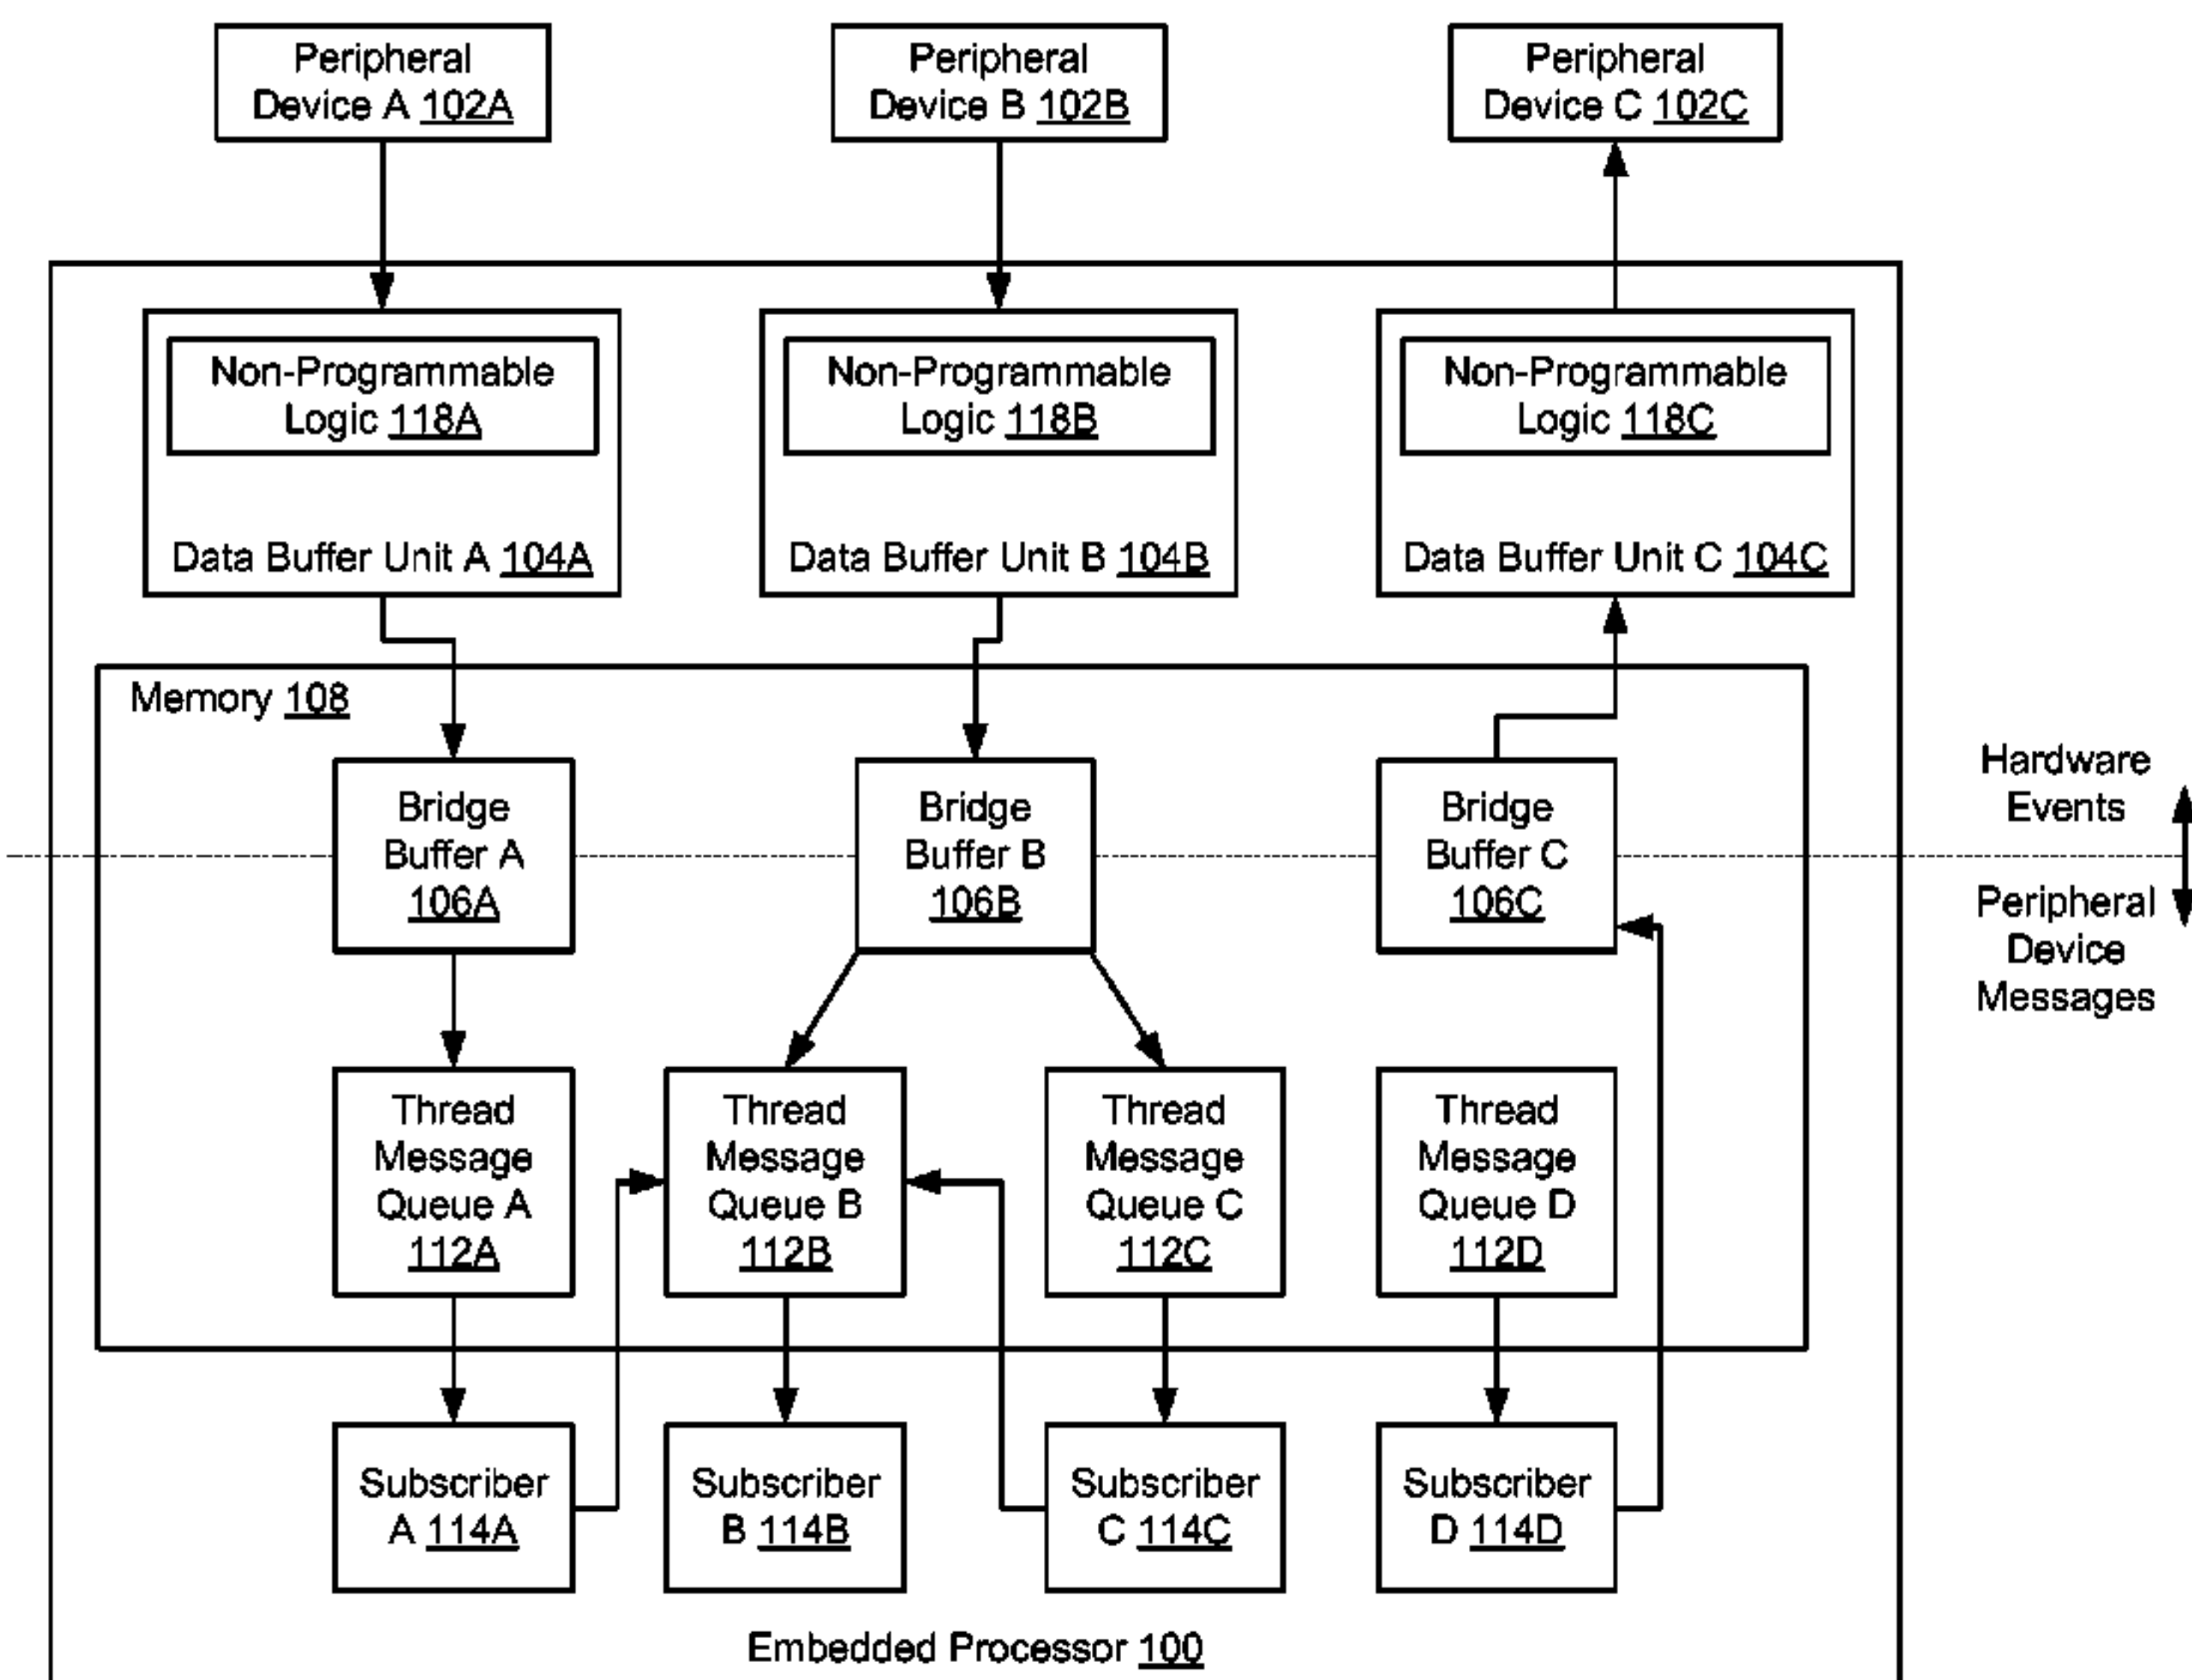 Peripheral
Device A 102A
Peripheral
Device B 102B
Peripheral
Device C 102C
Non-Programmable
Logic 118A
Data Buffer Unit A 104A
Non-Programmable
Logic 118B
Data Buffer Unit B 104B
Non-Programmable
Logic 118C
Data Buffer Unit C 104C
Memory 108
Bridge
Buffer A
106A
Bridge
Buffer B
106B
Bridge
Buffer C
106C
Hardware
Events
Peripheral
Device
Messages
Thread
Message
Queue A
112A
Thread
Message
Queue B
112B
Thread
Message
Queue C
112C
Thread
Message
Queue D
112D
Subscriber
A 114A
Subscriber
B 114B
Subscriber
C 114C
Subscriber
D 114D
Embedded Processor 100